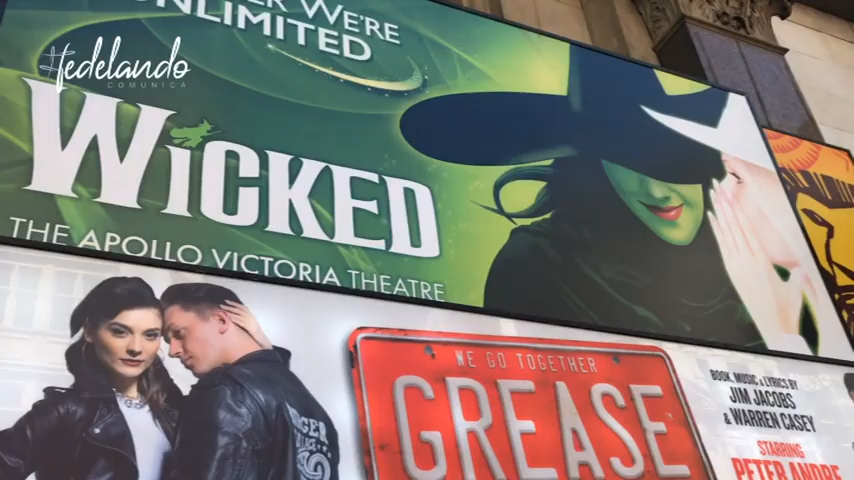 #fedelando
COMUNICA
WE'RE
UNLIMITED
WICKED
THE APOLLO VICTORIA THEATRE
WE GO TOGETHER
GREASE
BOOK, MUSIC & LYRICS BY
JIM JACOBS
& WARREN CASEY
STARRING
PETER ANDRE